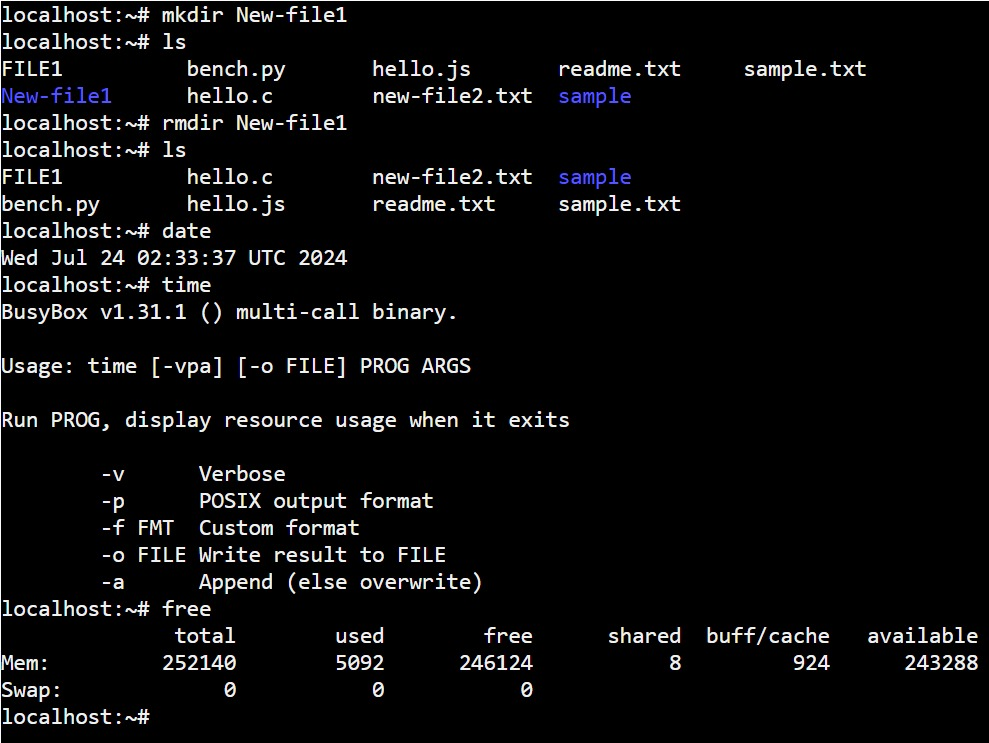 localhost:~# mkdir New-file1
localhost:~# ls
FILE1          bench.py       hello.js       readme.txt     sample.txt
New-file1      hello.c        new-file2.txt  sample
localhost:~# rmdir New-file1
localhost:~# ls
FILE1          hello.c        new-file2.txt  sample
bench.py       hello.js       readme.txt     sample.txt
localhost:~# date
Wed Jul 24 02:33:37 UTC 2024
localhost:~# time
BusyBox v1.31.1 () multi-call binary.

Usage: time [-vpa] [-o FILE] PROG ARGS

Run PROG, display resource usage when it exits

        -v      Verbose
        -p      POSIX output format
        -f FMT  Custom format
        -o FILE Write result to FILE
        -a      Append (else overwrite)
localhost:~# free
              total        used        free      shared  buff/cache   available
Mem:         252140        5092      246124           8         924      243288
Swap:             0           0           0
localhost:~#